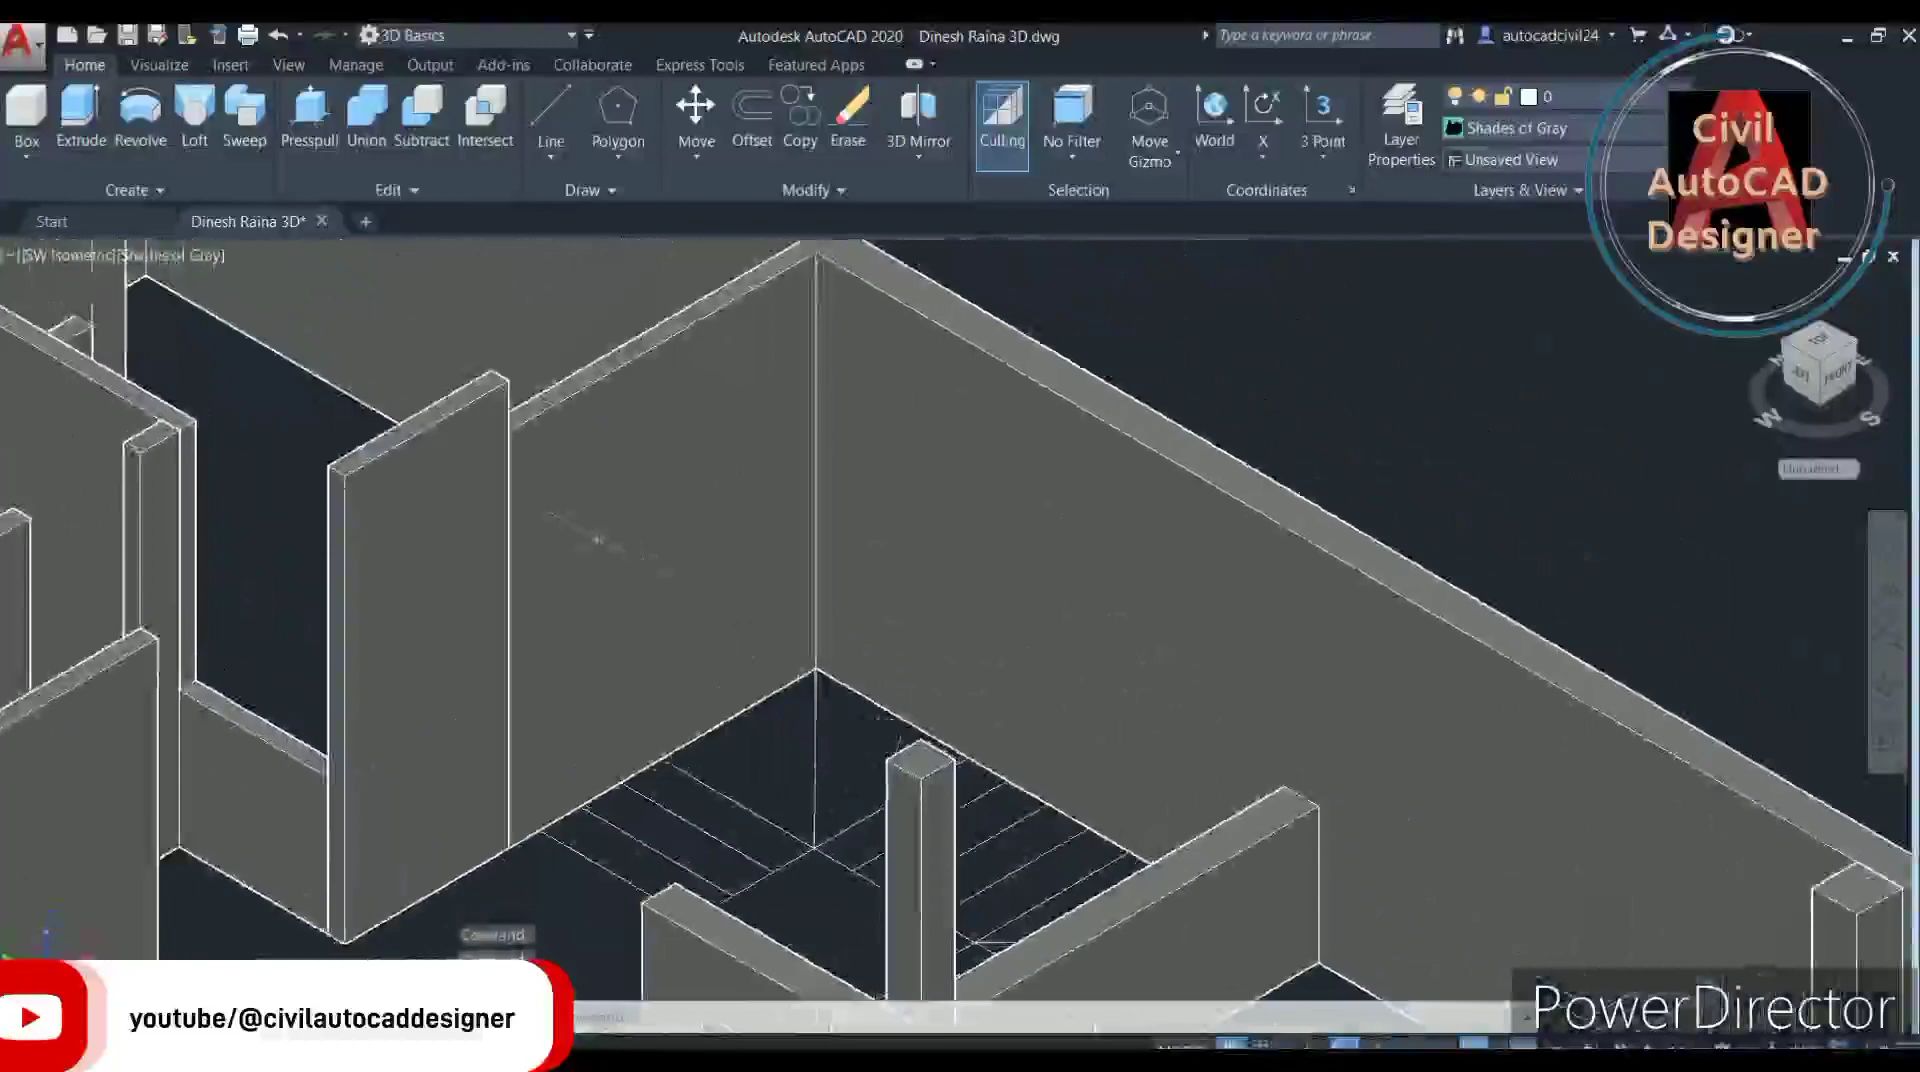 3D Basics
Autodesk AutoCAD 2020 Dinesh Raina 3D.dwg
Type a keyword or phrase
autocadcivil24
Home Visualize Insert View Manage Output Add-ins Collaborate Express Tools Featured Apps
Box Extrude Revolve Loft Sweep Presspull Union Subtract Intersect Line Polygon Move Offset Copy Erase 3D Mirror Culling No Filter Move Gizmo World X 3 Point Layer Properties
0
Shades of Gray
Unsaved View
Create Edit Draw Modify Selection Coordinates Layers & View
Civil
AutoCAD
Designer
Start Dinesh Raina 3D* +
TOP
FRONT
W S
Unnamed
Command
youtube/@civilautocaddesigner
PowerDirector